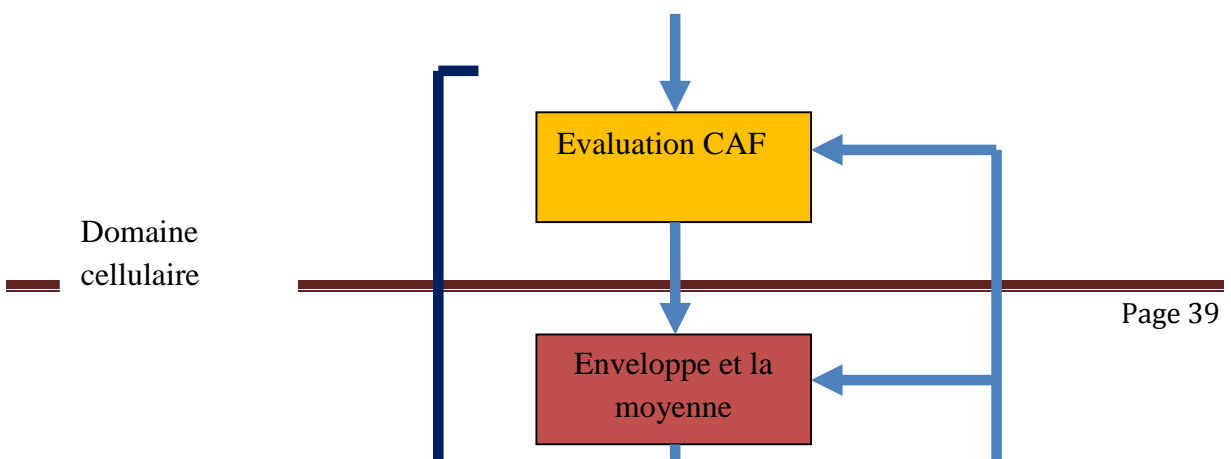 Evaluation CAF
Domaine
cellulaire
Page 39
Enveloppe et la
moyenne